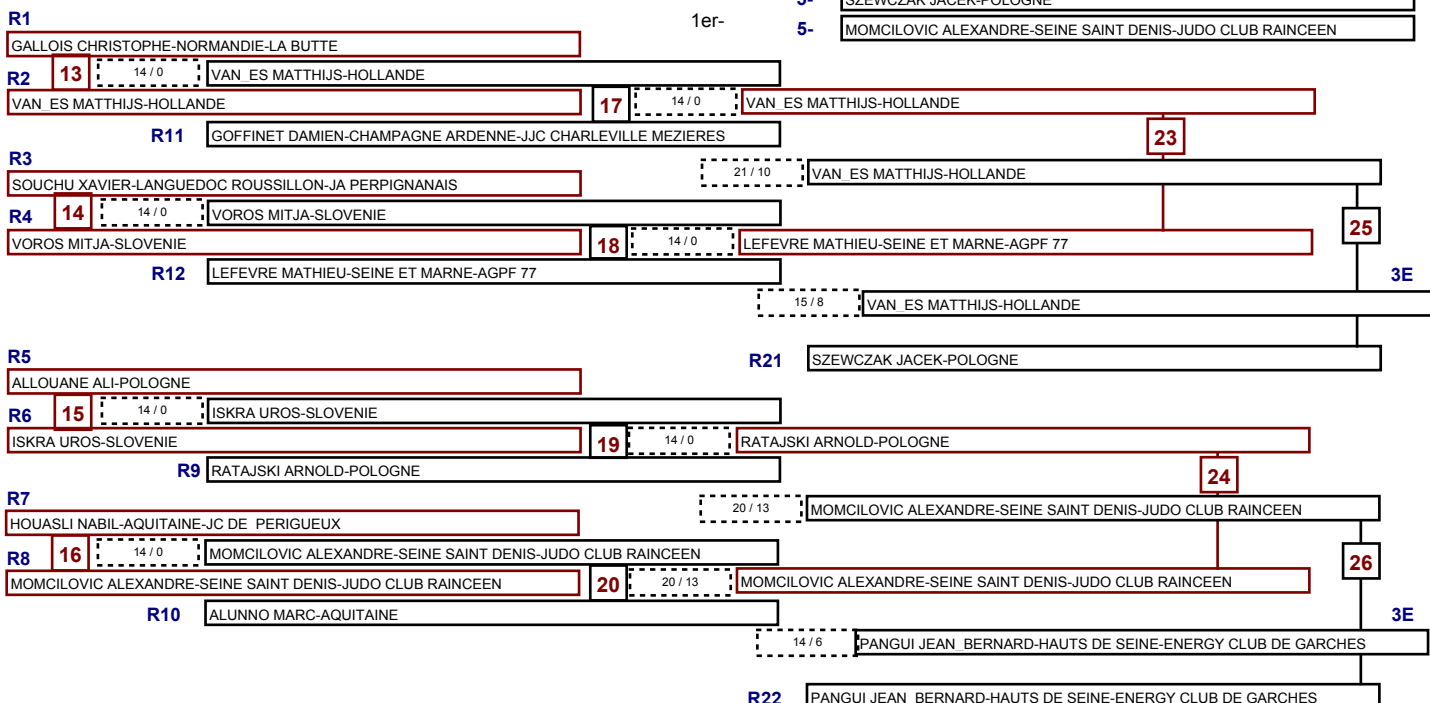 5- SZEWCZAK JACEK-POLOGNE
R1 1er- 5- MOMCILOVIC ALEXANDRE-SEINE SAINT DENIS-JUDO CLUB RAINCEEN
GALLOIS CHRISTOPHE-NORMANDIE-LA BUTTE
R2 13 14 / 0 VAN_ES MATTHIJS-HOLLANDE
VAN_ES MATTHIJS-HOLLANDE 17 14 / 0 VAN_ES MATTHIJS-HOLLANDE
R11 GOFFINET DAMIEN-CHAMPAGNE ARDENNE-JJC CHARLEVILLE MEZIERES 23
R3
21 / 10 VAN_ES MATTHIJS-HOLLANDE
SOUCHU XAVIER-LANGUEDOC ROUSSILLON-JA PERPIGNANAIS
R4 14 14 / 0 VOROS MITJA-SLOVENIE 25
VOROS MITJA-SLOVENIE 18 14 / 0 LEFEVRE MATHIEU-SEINE ET MARNE-AGPF 77
R12 LEFEVRE MATHIEU-SEINE ET MARNE-AGPF 77 3E
15 / 8 VAN_ES MATTHIJS-HOLLANDE
R5 R21 SZEWCZAK JACEK-POLOGNE
ALLOUANE ALI-POLOGNE
R6 15 14 / 0 ISKRA UROS-SLOVENIE
ISKRA UROS-SLOVENIE 19 14 / 0 RATAJSKI ARNOLD-POLOGNE
R9 RATAJSKI ARNOLD-POLOGNE 24
R7
20 / 13 MOMCILOVIC ALEXANDRE-SEINE SAINT DENIS-JUDO CLUB RAINCEEN
HOUASLI NABIL-AQUITAINE-JC DE  PERIGUEUX
R8 16 14 / 0 MOMCILOVIC ALEXANDRE-SEINE SAINT DENIS-JUDO CLUB RAINCEEN 26
MOMCILOVIC ALEXANDRE-SEINE SAINT DENIS-JUDO CLUB RAINCEEN 20 20 / 13 MOMCILOVIC ALEXANDRE-SEINE SAINT DENIS-JUDO CLUB RAINCEEN
R10 ALUNNO MARC-AQUITAINE 3E
14 / 6 PANGUI JEAN_BERNARD-HAUTS DE SEINE-ENERGY CLUB DE GARCHES
R22 PANGUI JEAN_BERNARD-HAUTS DE SEINE-ENERGY CLUB DE GARCHES